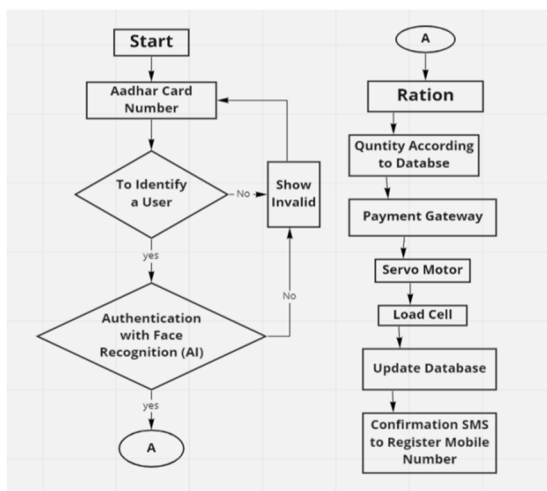 Start
Aadhar Card
Number
To Identify
a User
No
Show
Invalid
yes
Authentication
with Face
Recognition (AI)
No
yes
A
A
Ration
Quntity According
to Databse
Payment Gateway
Servo Motor
Load Cell
Update Database
Confirmation SMS
to Register Mobile
Number